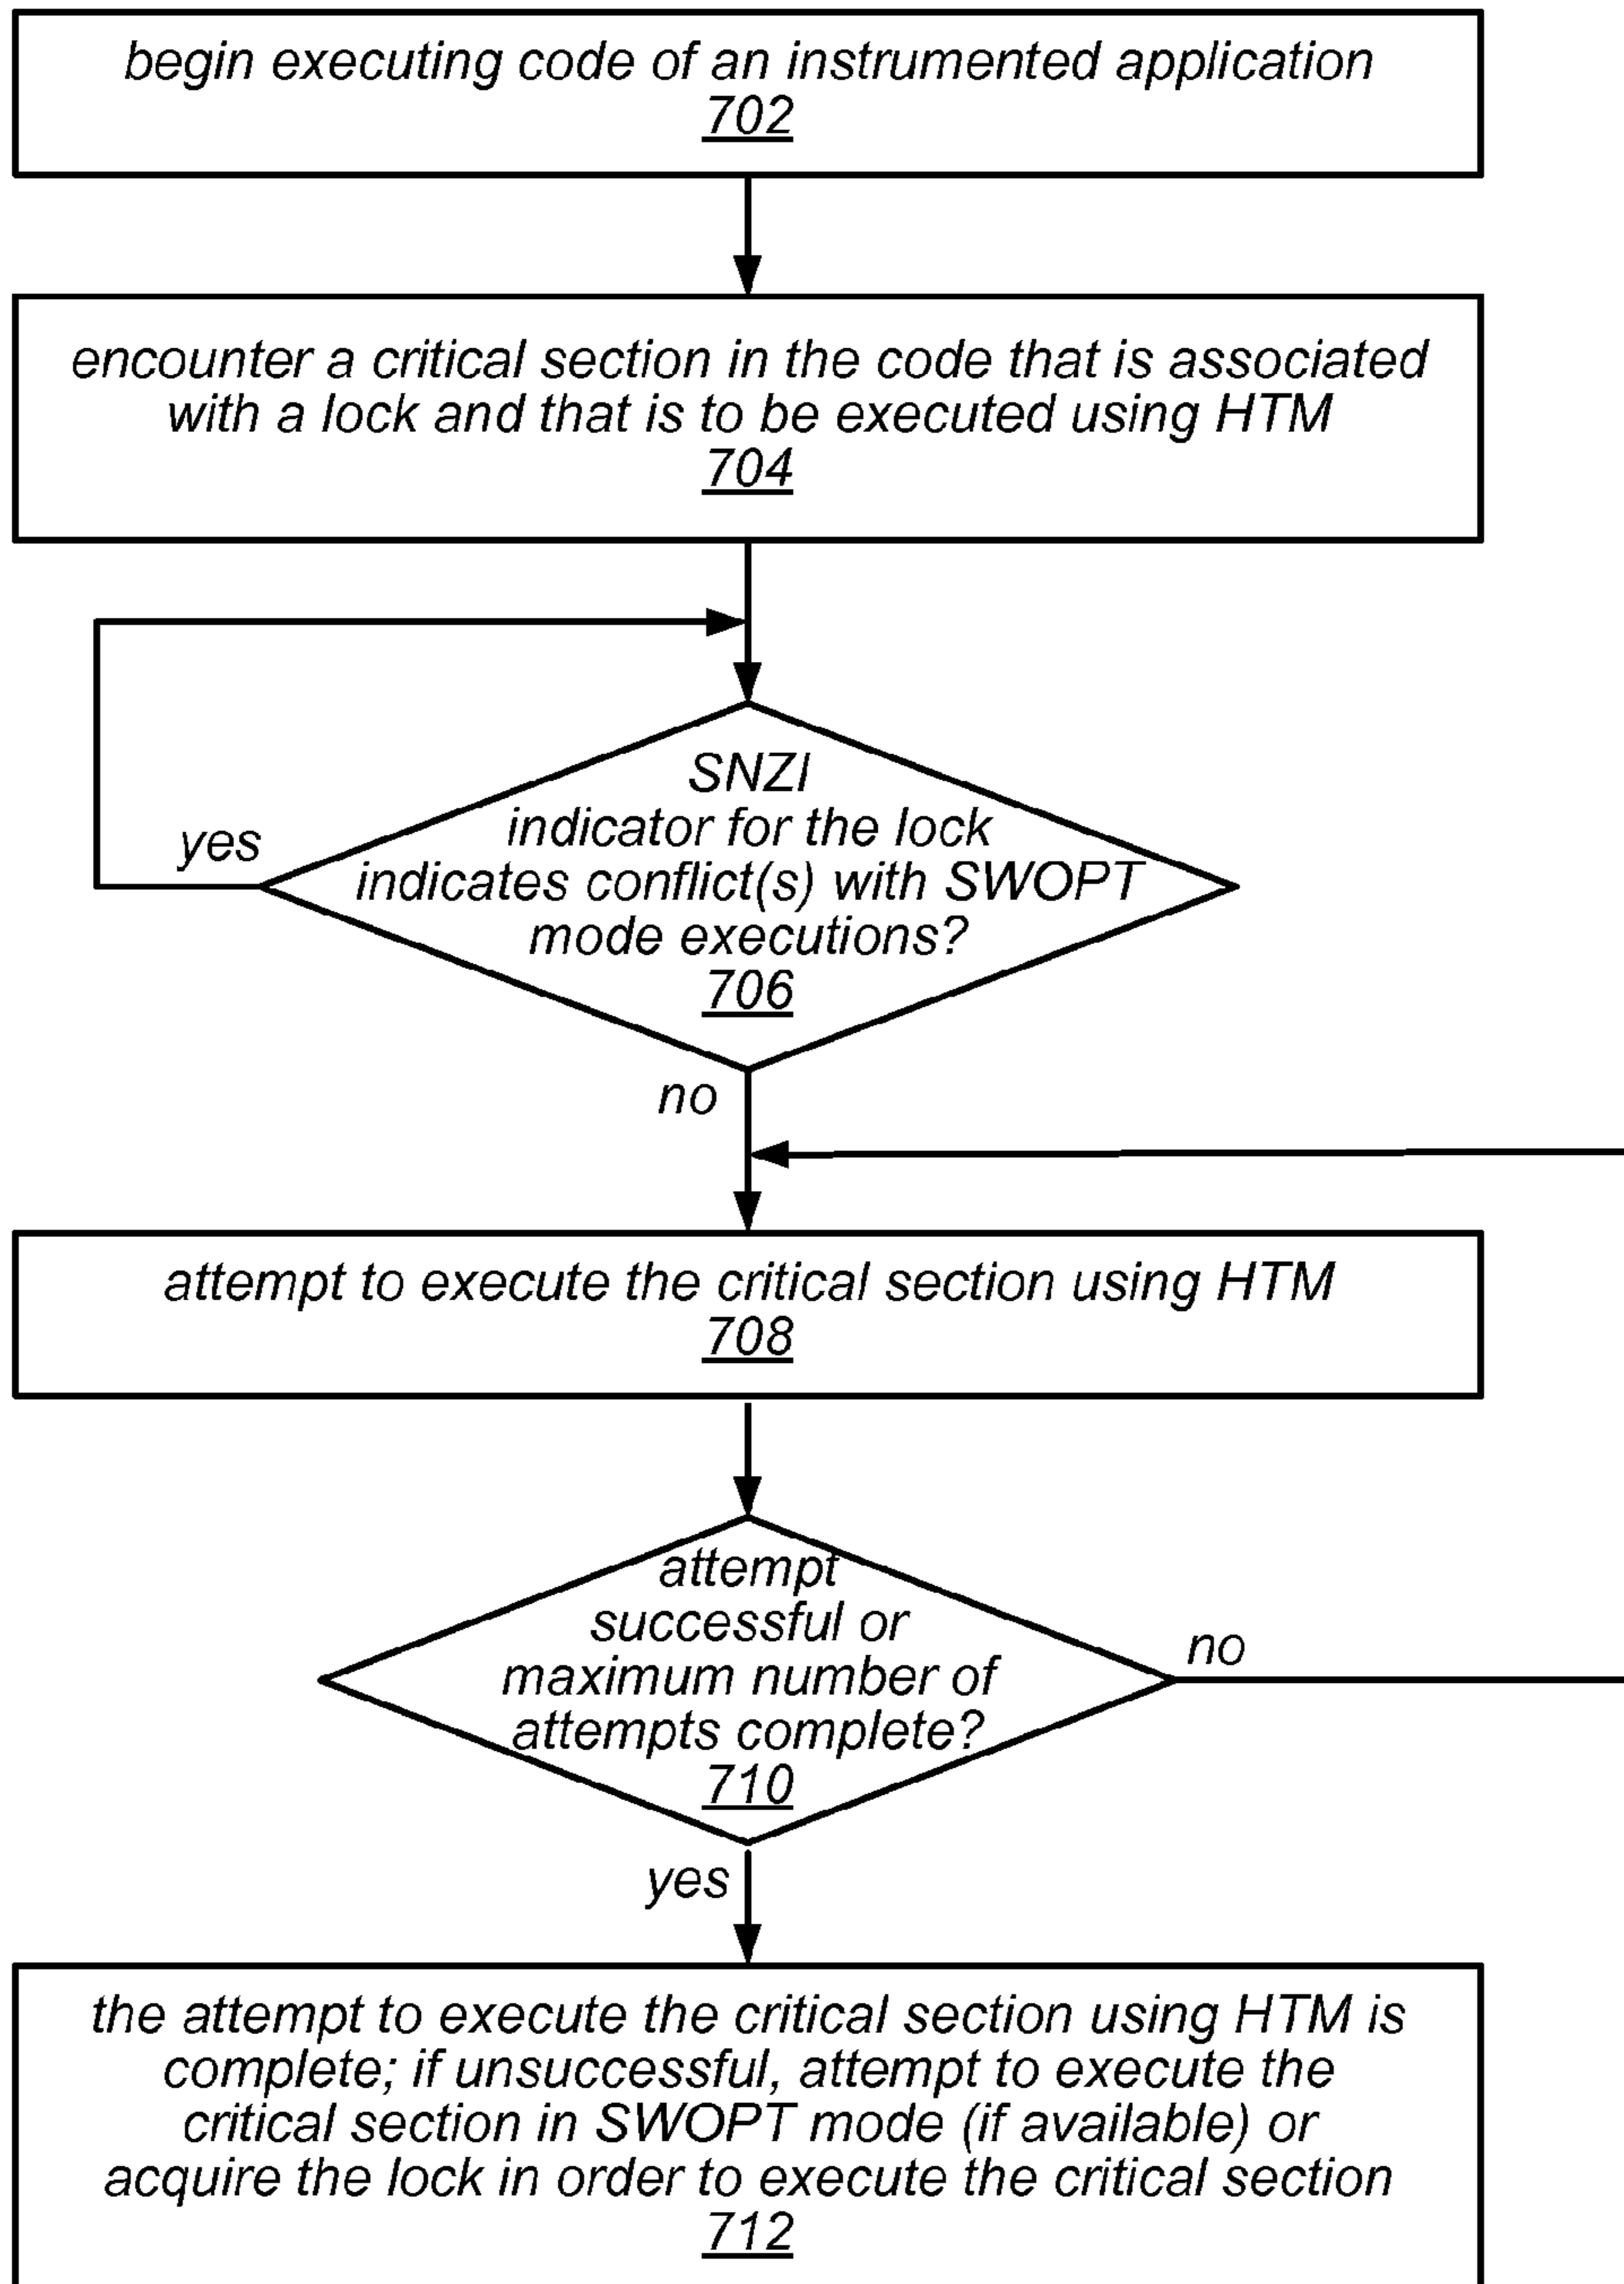 begin executing code of an instrumented application
702
encounter a critical section in the code that is associated
with a lock and that is to be executed using HTM
704
SNZI
indicator for the lock
indicates conflict(s) with SWOPT
mode executions?
706
yes
no
attempt to execute the critical section using HTM
708
attempt
successful or
maximum number of
attempts complete?
710
no
yes
the attempt to execute the critical section using HTM is
complete; if unsuccessful, attempt to execute the
critical section in SWOPT mode (if available) or
acquire the lock in order to execute the critical section
712